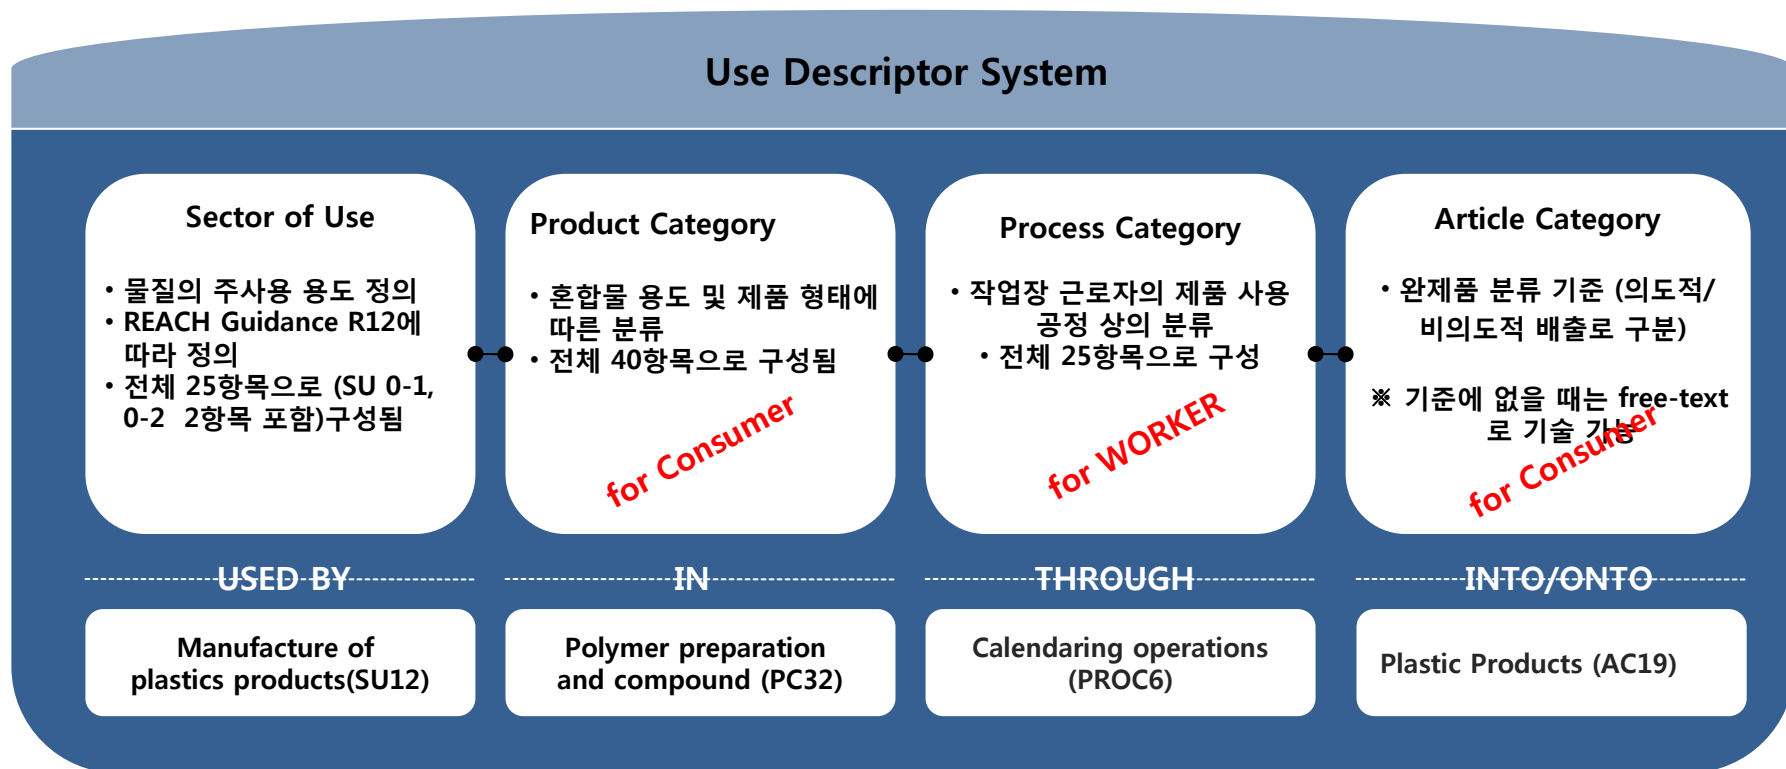 Use Descriptor System
Sector of Use
• 물질의 주사용 용도 정의
• REACH Guidance R12에
따라 정의
• 전체 25항목으로 (SU 0-1,
0-2 2항목 포함)구성됨
Product Category
• 혼합물 용도 및 제품 형태에
따른 분류
• 전체 40항목으로 구성됨
for Consumer
Process Category
• 작업장 근로자의 제품 사용
공정 상의 분류
• 전체 25항목으로 구성
for WORKER
Article Category
• 완제품 분류 기준 (의도적/
비의도적 배출로 구분)
※ 기준에 없을 때는 free-text
로 기술 가능
for Consumer
USED BY
IN
THROUGH
INTO/ONTO
Manufacture of
plastics products(SU12)
Polymer preparation
and compound (PC32)
Calendaring operations
(PROC6)
Plastic Products (AC19)